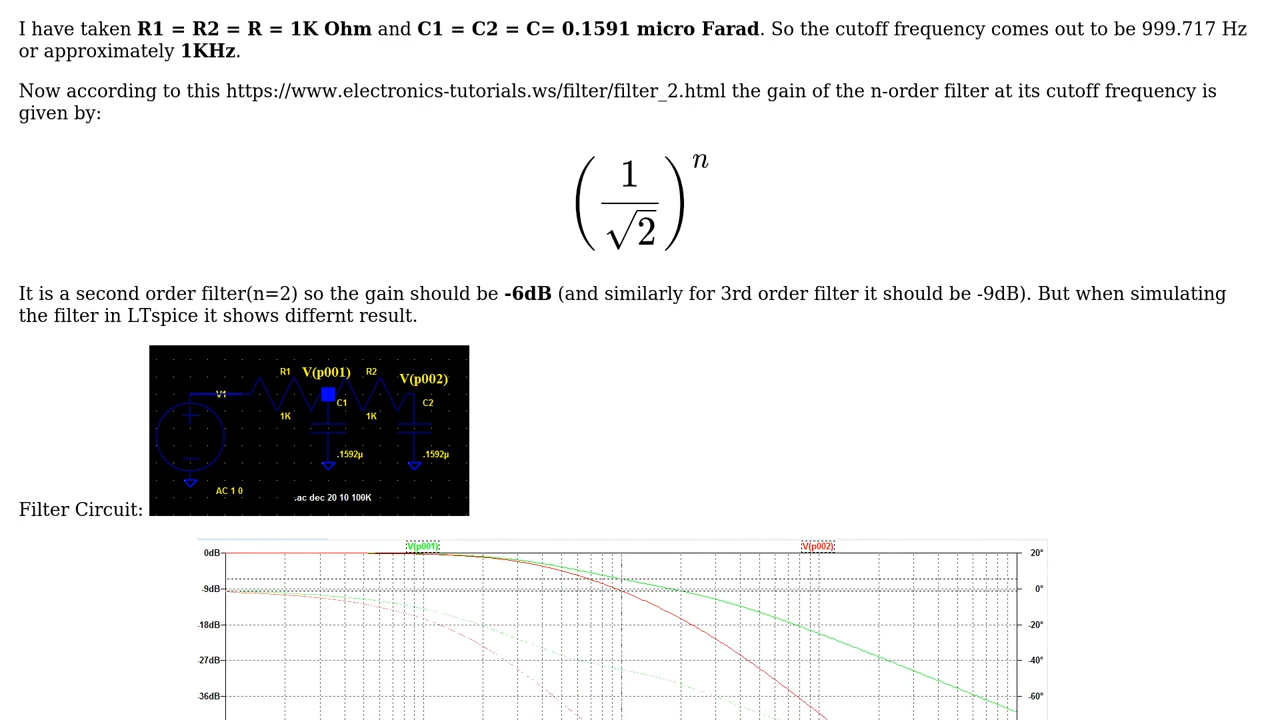 I have taken R1 = R2 = R = 1K Ohm and C1 = C2 = C= 0.1591 micro Farad. So the cutoff frequency comes out to be 999.717 Hz
or approximately 1KHz.
Now according to this https://www.electronics-tutorials.ws/filter/filter_2.html the gain of the n-order filter at its cutoff frequency is
given by:
(1/√2)^n
It is a second order filter(n=2) so the gain should be -6dB (and similarly for 3rd order filter it should be -9dB). But when simulating
the filter in LTspice it shows differnt result.
R1 V(p001) R2 V(p002)
V1 C1 C2
1K 1K
.1592µ .1592µ
AC 1 0 .ac dec 20 10 100K
Filter Circuit:
V(p001) V(p002)
0dB 20°
-9dB 0°
-18dB -20°
-27dB -40°
-36dB -60°